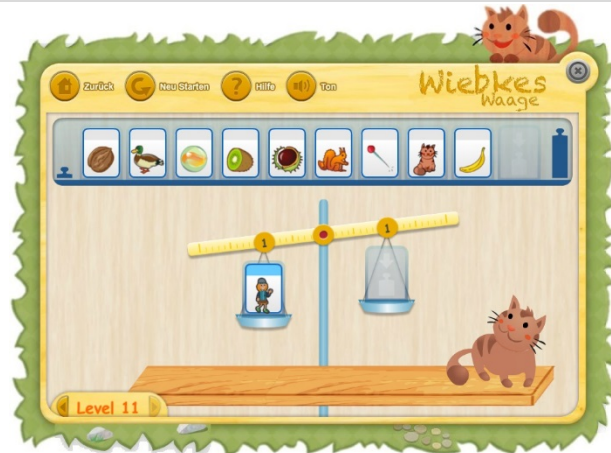 Zurück
Neu Starten
?
Hilfe
Ton
Wiebkes
Waage
1
1
Level 11